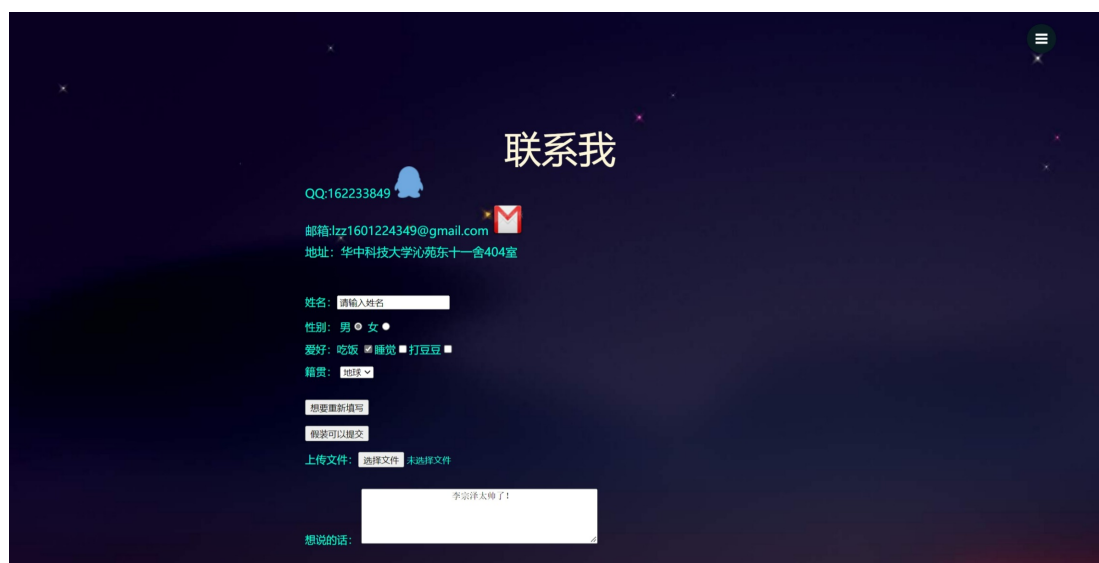 联系我
QQ:162233849
邮箱:lzz1601224349@gmail.com
地址：华中科技大学沁苑东十一舍404室
姓名：请输入姓名
性别： 男 女
爱好：吃饭 睡觉 打豆豆
籍贯： 地球
想要重新填写
假装可以提交
上传文件： 选择文件 未选择文件
李宗洋太帅了!
想说的话：